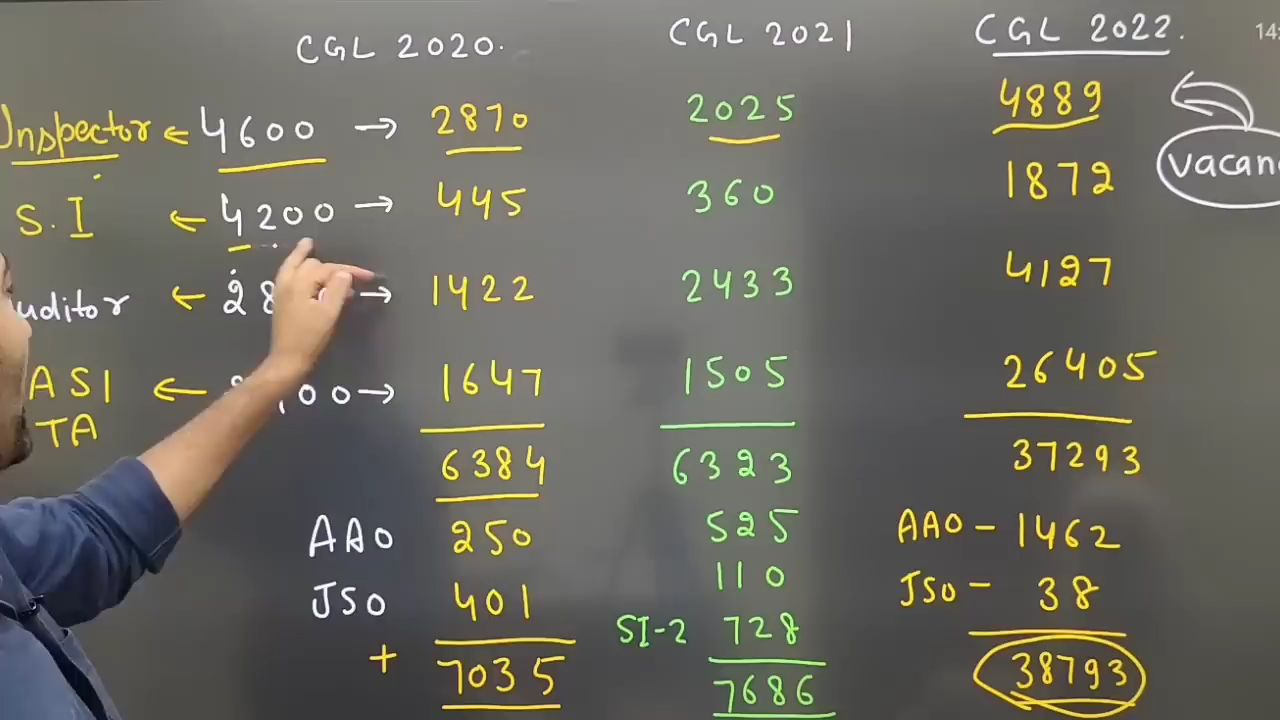 CGL 2020. CGL 2021 CGL 2022. 14:
Inspector ← 4600 → 2870 2025 4889
S.I ← 4200 → 445 360 1872
uditor ← 28 → 1422 2433 4127
ASI ← 00 → 1647 1505 26405
TA
6384 6323 37293
AAO 250 525 AAO - 1462
JSO 401 110 JSO - 38
SI-2 728
+ 7035 7686 38793